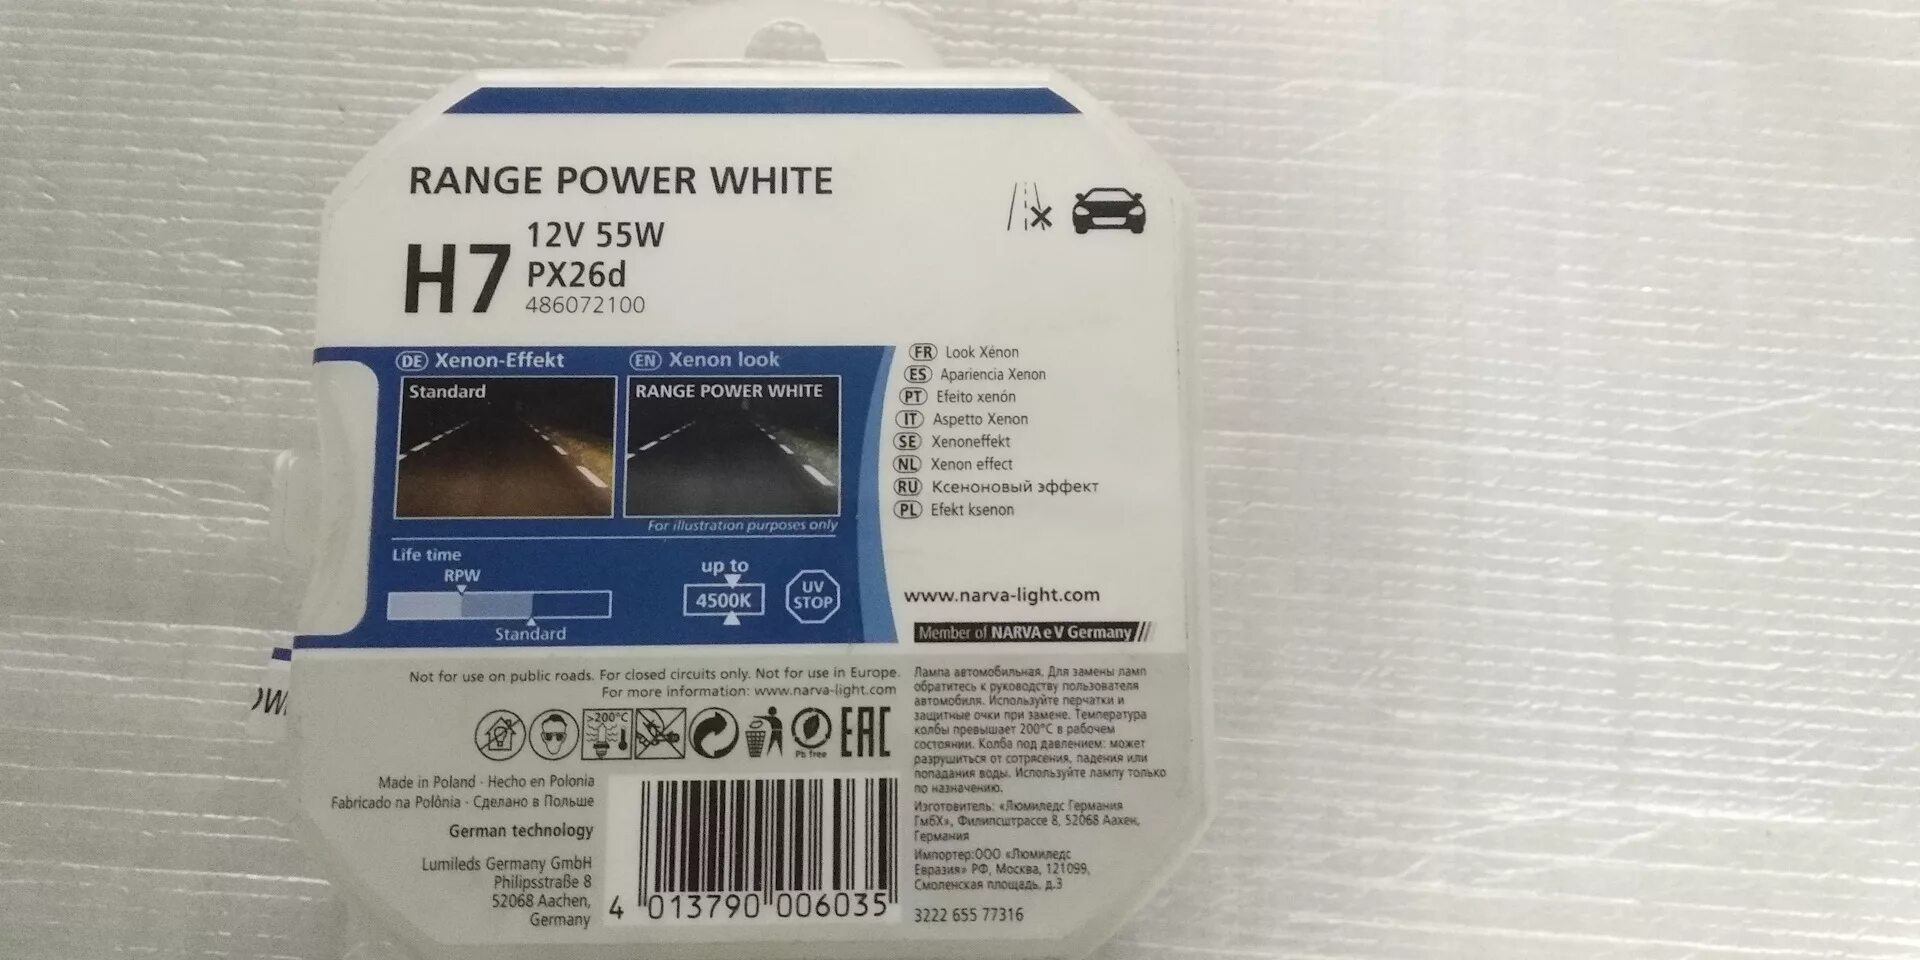 RANGE POWER WHITE
H7
12V 55W
PX26d
486072100
DE Xenon-Effekt
EN Xenon look
Standard
RANGE POWER WHITE
For illustration purposes only
Life time
RPW
Standard
up to
4500K
UV
STOP
FR Look Xénon
ES Apariencia Xenon
PT Efeito xenón
IT Aspetto Xenon
SE Xenoneffekt
NL Xenon effect
RU Ксеноновый эффект
PL Efekt ksenon
www.narva-light.com
Member of NARVA eV Germany
Not for use on public roads. For closed circuits only. Not for use in Europe.
For more information: www.narva-light.com
>200°C
Pb free
EAC
Made in Poland · Hecho en Polonia
Fabricado na Polônia · Сделано в Польше
German technology
Lumileds Germany GmbH
Philipsstraße 8
52068 Aachen,
Germany
4 013790 006035
Лампа автомобильная. Для замены ламп
обратитесь к руководству пользователя
автомобиля. Используйте перчатки и
защитные очки при замене. Температура
колбы превышает 200°C в рабочем
состоянии. Колба под давлением: может
разрушиться от сотрясения, падения или
попадания воды. Используйте лампу только
по назначению.
Изготовитель: «Люмиледс Германия
ГмбХ», Филипсштрассе 8, 52068 Аахен,
Германия
Импортер:ООО «Люмиледс
Евразия» РФ, Москва, 121099,
Смоленская площадь, д.3
3222 655 77316